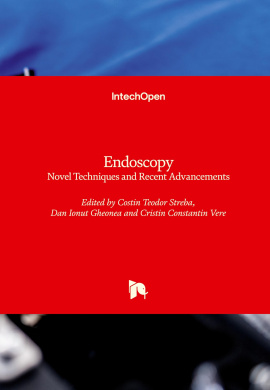 IntechOpen
Endoscopy
Novel Techniques and Recent Advancements
Edited by Costin Teodor Streba,
Dan Ionut Gheonea and Cristin Constantin Vere